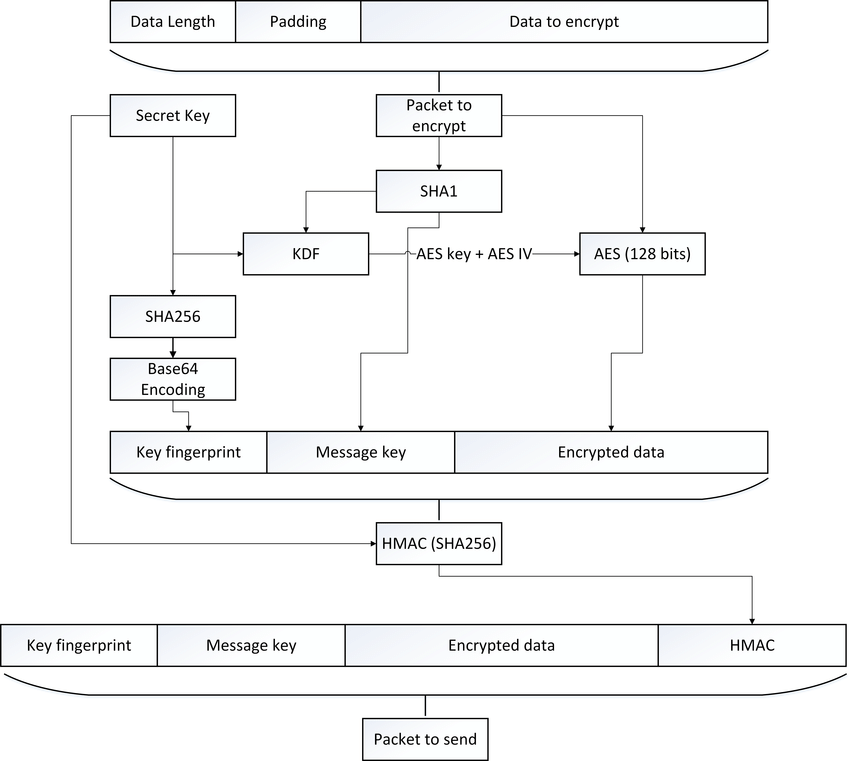 Data Length
Padding
Data to encrypt
Secret Key
Packet to
encrypt
SHA1
KDF
AES key + AES IV
AES (128 bits)
SHA256
Base64
Encoding
Key fingerprint
Message key
Encrypted data
HMAC (SHA256)
Key fingerprint
Message key
Encrypted data
HMAC
Packet to send